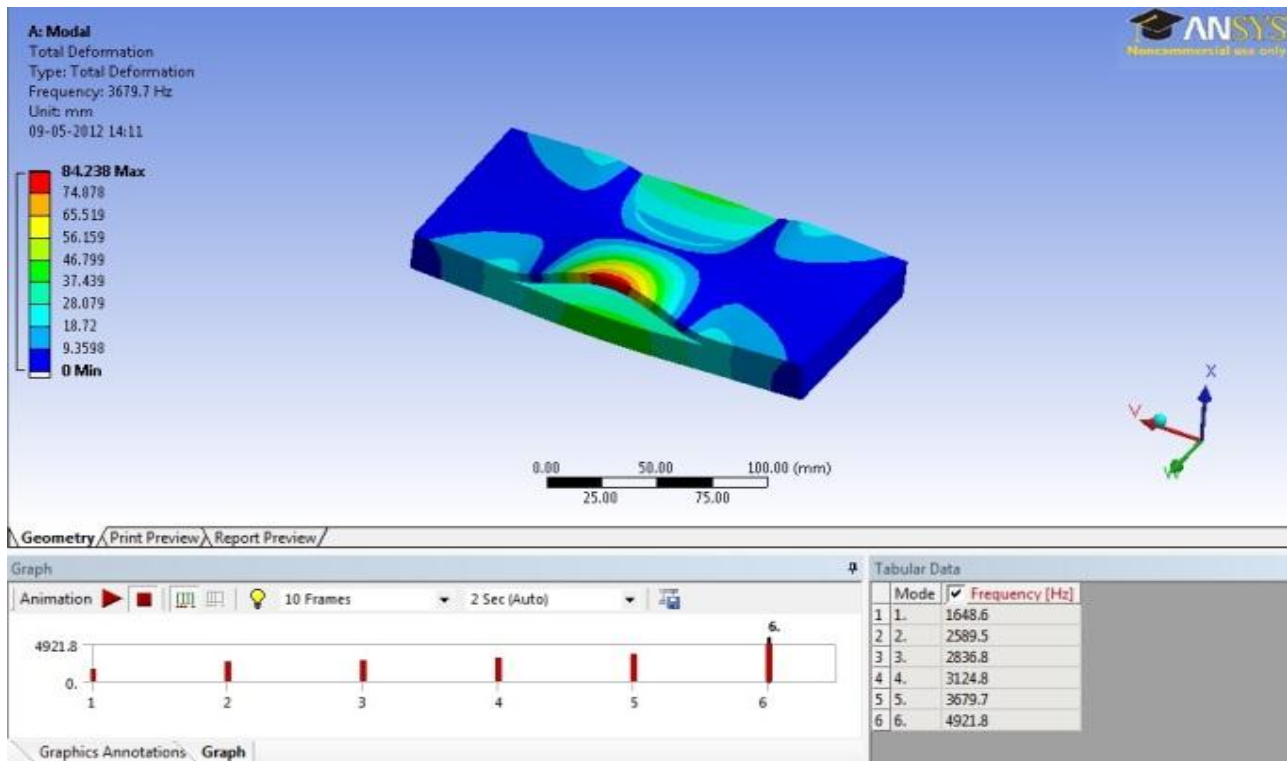 A: Modal
Total Deformation
Type: Total Deformation
Frequency: 3679.7 Hz
Unit: mm
09-05-2012 14:11
ANSYS
Noncommercial use only
84.238 Max
74.878
65.519
56.159
46.799
37.439
28.079
18.72
9.3598
0 Min
X
V
W
0.00 50.00 100.00 (mm)
25.00 75.00
Geometry Print Preview Report Preview
Graph
Animation 10 Frames 2 Sec (Auto)
6.
4921.8
0.
1 2 3 4 5 6
Graphics Annotations Graph
Tabular Data
Mode Frequency [Hz]
1 1. 1648.6
2 2. 2589.5
3 3. 2836.8
4 4. 3124.8
5 5. 3679.7
6 6. 4921.8